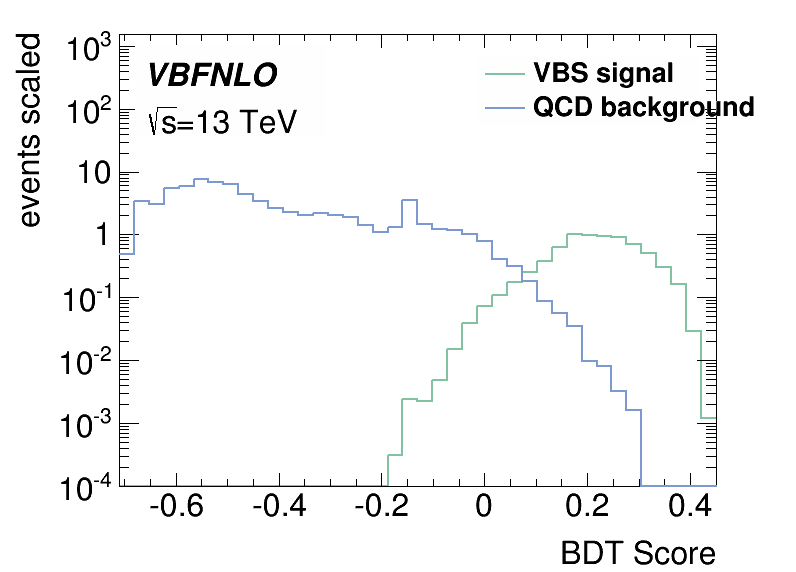 events scaled
VBFNLO
√s=13 TeV
VBS signal
QCD background
10³
10²
10
1
10⁻¹
10⁻²
10⁻³
10⁻⁴
-0.6 -0.4 -0.2 0 0.2 0.4
BDT Score